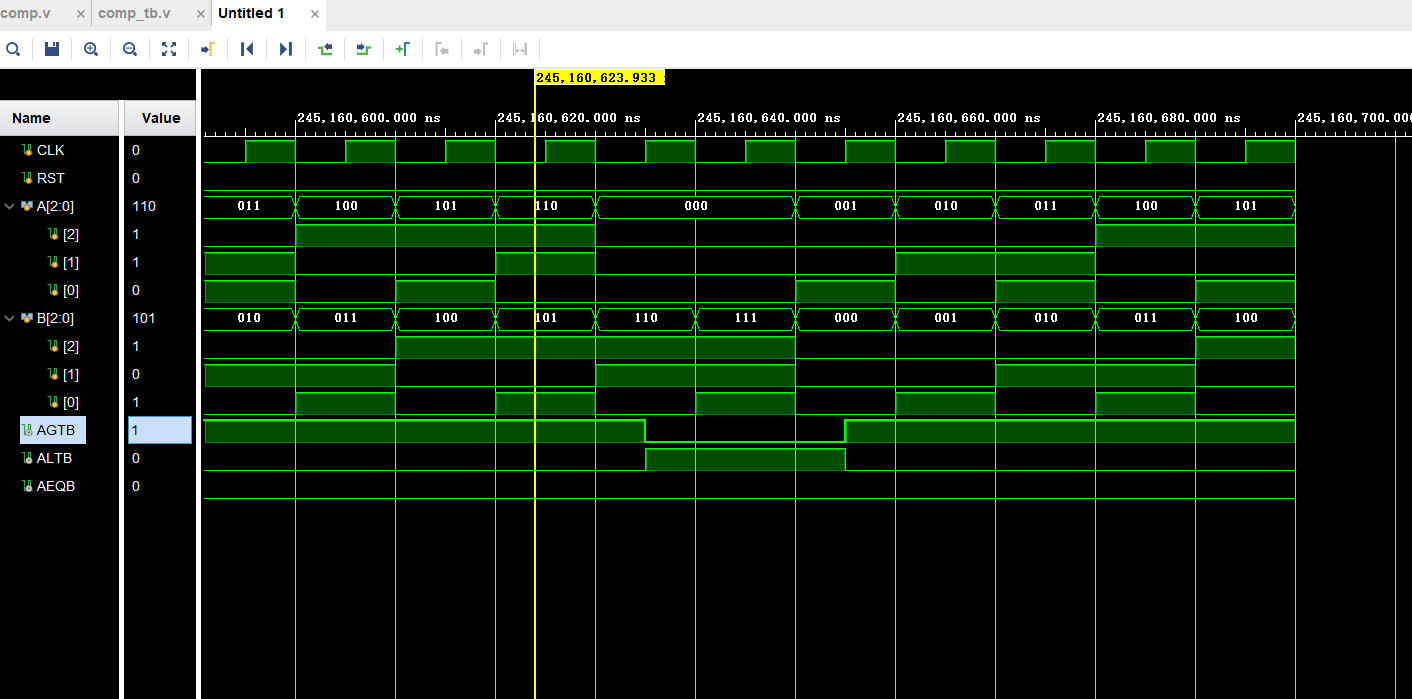 comp.v × comp_tb.v × Untitled 1 ×
245,160,623.933
Name Value
245,160,600.000 ns 245,160,620.000 ns 245,160,640.000 ns 245,160,660.000 ns 245,160,680.000 ns 245,160,700.000
CLK 0
RST 0
A[2:0] 110 011 100 101 110 000 001 010 011 100 101
[2] 1
[1] 1
[0] 0
B[2:0] 101 010 011 100 101 110 111 000 001 010 011 100
[2] 1
[1] 0
[0] 1
AGTB 1
ALTB 0
AEQB 0